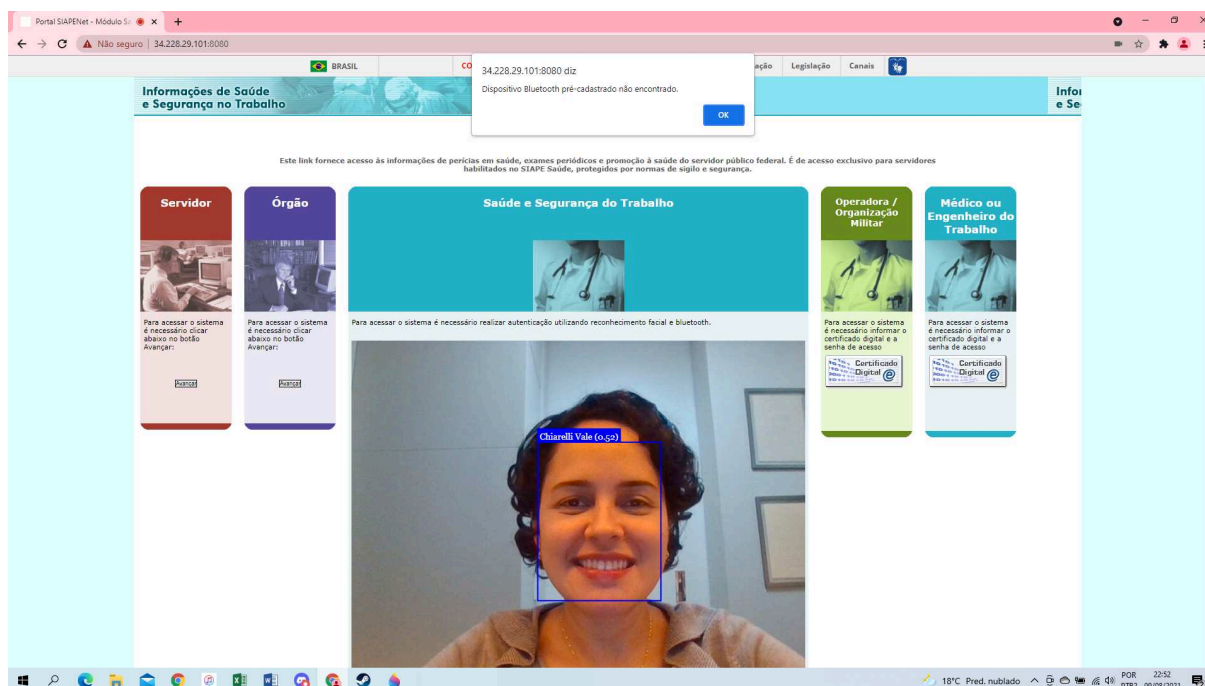 Portal SIAPENet - Módulo Sa
Não seguro | 34.228.29.101:8080
BRASIL
CO
ação
Legislação
Canais
34.228.29.101:8080 diz
Dispositivo Bluetooth pré-cadastrado não encontrado.
OK
Informações de Saúde
e Segurança no Trabalho
Infor
e Se
Este link fornece acesso às informações de perícias em saúde, exames periódicos e promoção à saúde do servidor público federal. É de acesso exclusivo para servidores
habilitados no SIAPE Saúde, protegidos por normas de sigilo e segurança.
Servidor
Para acessar o sistema
é necessário clicar
abaixo no botão
Avançar:
Avançar
Órgão
Para acessar o sistema
é necessário clicar
abaixo no botão
Avançar:
Avançar
Saúde e Segurança do Trabalho
Para acessar o sistema é necessário realizar autenticação utilizando reconhecimento facial e bluetooth.
Chiarelli Vale (0.52)
Operadora /
Organização
Militar
Para acessar o sistema
é necessário informar o
certificado digital e a
senha de acesso
Certificado
Digital
Médico ou
Engenheiro do
Trabalho
Para acessar o sistema
é necessário informar o
certificado digital e a
senha de acesso
Certificado
Digital
18°C Pred. nublado
POR
PTB2
22:52
09/08/2021